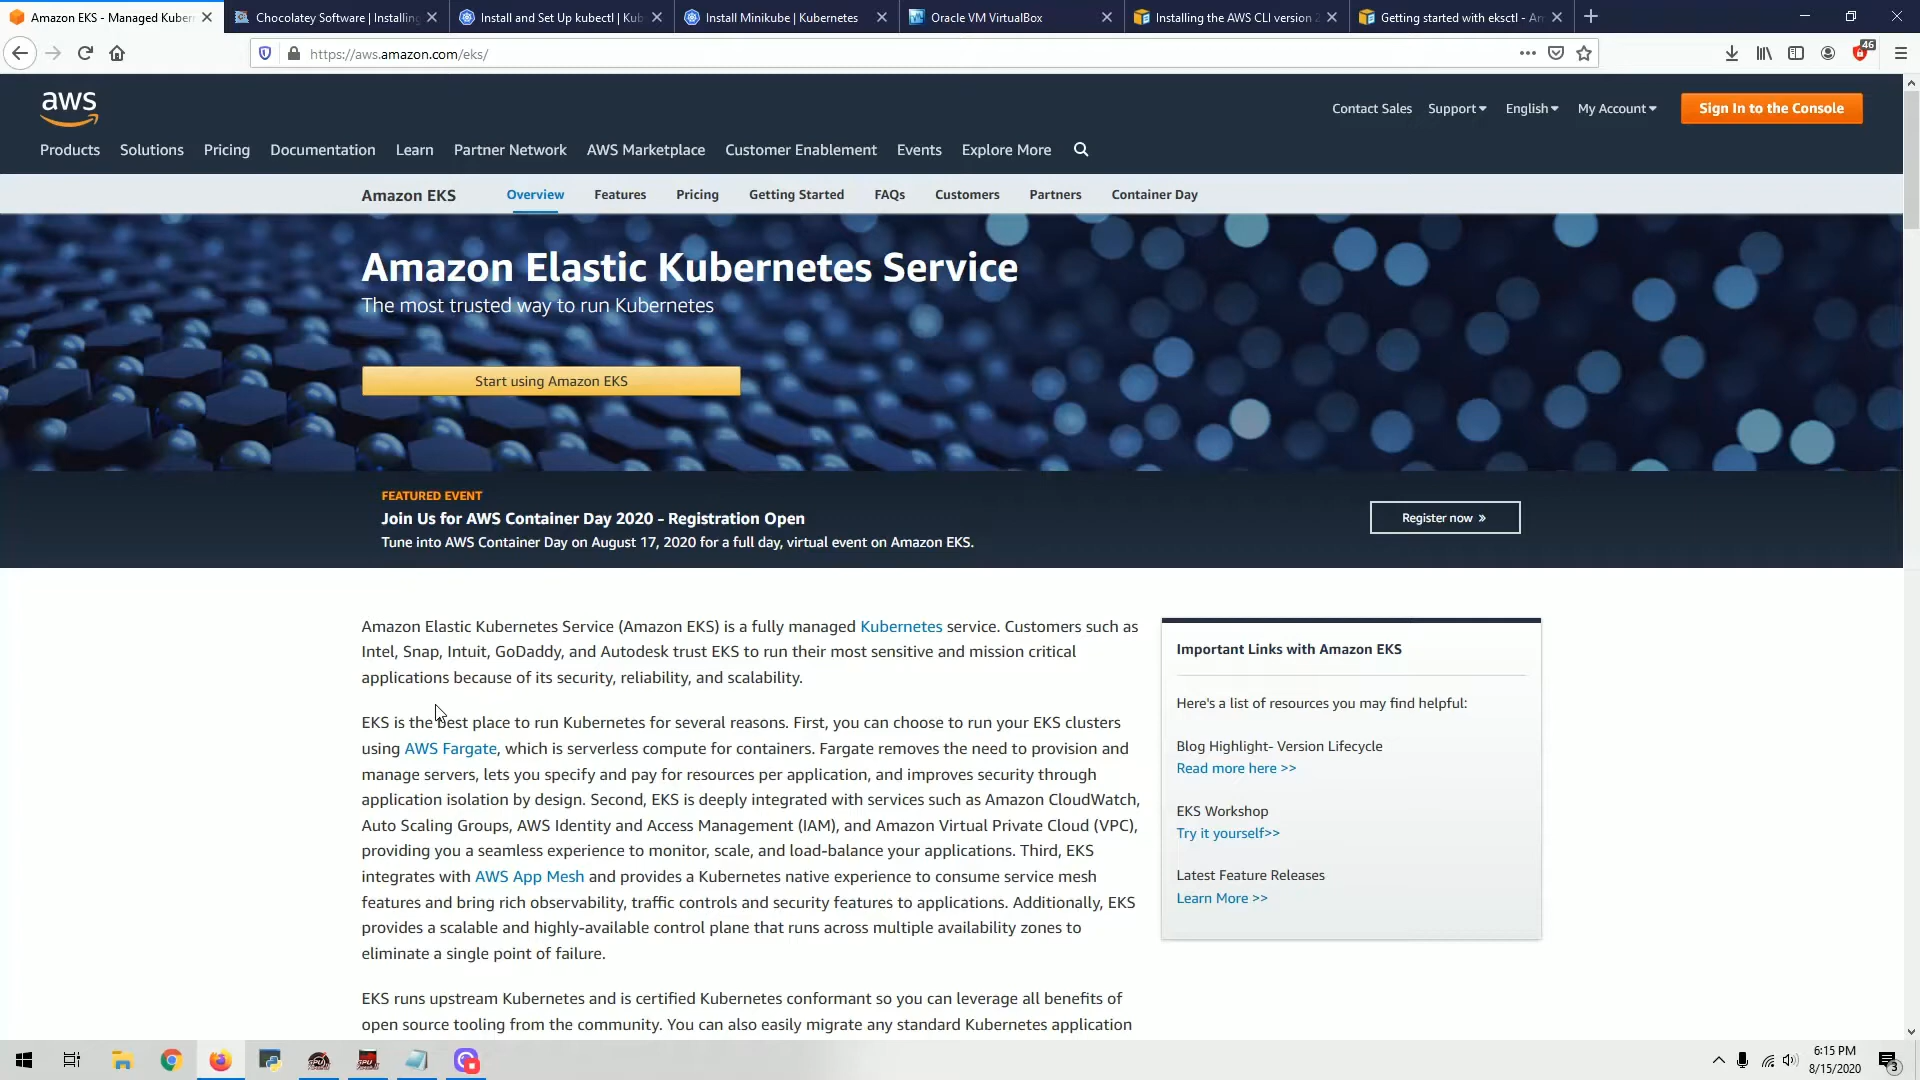 Amazon EKS - Managed Kuber
Chocolatey Software | Installing
Install and Set Up kubectl | Kub
Install Minikube | Kubernetes
Oracle VM VirtualBox
Installing the AWS CLI version 2
Getting started with eksctl - Am
https://aws.amazon.com/eks/
46
aws
Contact Sales
Support
English
My Account
Sign In to the Console
Products
Solutions
Pricing
Documentation
Learn
Partner Network
AWS Marketplace
Customer Enablement
Events
Explore More
Amazon EKS
Overview
Features
Pricing
Getting Started
FAQs
Customers
Partners
Container Day
Amazon Elastic Kubernetes Service
The most trusted way to run Kubernetes
Start using Amazon EKS
FEATURED EVENT
Join Us for AWS Container Day 2020 - Registration Open
Tune into AWS Container Day on August 17, 2020 for a full day, virtual event on Amazon EKS.
Register now »
Amazon Elastic Kubernetes Service (Amazon EKS) is a fully managed Kubernetes service. Customers such as
Intel, Snap, Intuit, GoDaddy, and Autodesk trust EKS to run their most sensitive and mission critical
applications because of its security, reliability, and scalability.
EKS is the best place to run Kubernetes for several reasons. First, you can choose to run your EKS clusters
using AWS Fargate, which is serverless compute for containers. Fargate removes the need to provision and
manage servers, lets you specify and pay for resources per application, and improves security through
application isolation by design. Second, EKS is deeply integrated with services such as Amazon CloudWatch,
Auto Scaling Groups, AWS Identity and Access Management (IAM), and Amazon Virtual Private Cloud (VPC),
providing you a seamless experience to monitor, scale, and load-balance your applications. Third, EKS
integrates with AWS App Mesh and provides a Kubernetes native experience to consume service mesh
features and bring rich observability, traffic controls and security features to applications. Additionally, EKS
provides a scalable and highly-available control plane that runs across multiple availability zones to
eliminate a single point of failure.
EKS runs upstream Kubernetes and is certified Kubernetes conformant so you can leverage all benefits of
open source tooling from the community. You can also easily migrate any standard Kubernetes application
Important Links with Amazon EKS
Here's a list of resources you may find helpful:
Blog Highlight- Version Lifecycle
Read more here >>
EKS Workshop
Try it yourself>>
Latest Feature Releases
Learn More >>
6:15 PM
8/15/2020
3